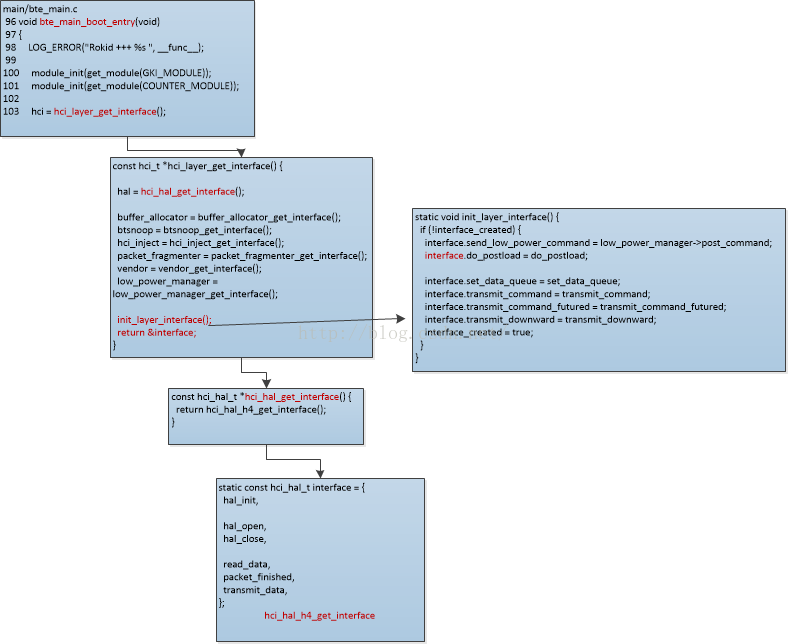 main/bte_main.c
96 void bte_main_boot_entry(void)
97 {
98 LOG_ERROR("Rokid +++ %s ", __func__);
99
100 module_init(get_module(GKI_MODULE));
101 module_init(get_module(COUNTER_MODULE));
102
103 hci = hci_layer_get_interface();
const hci_t *hci_layer_get_interface() {
hal = hci_hal_get_interface();
buffer_allocator = buffer_allocator_get_interface();
btsnoop = btsnoop_get_interface();
hci_inject = hci_inject_get_interface();
packet_fragmenter = packet_fragmenter_get_interface();
vendor = vendor_get_interface();
low_power_manager =
low_power_manager_get_interface();
init_layer_interface();
return &interface;
}
static void init_layer_interface() {
if (!interface_created) {
interface.send_low_power_command = low_power_manager->post_command;
interface.do_postload = do_postload;
interface.set_data_queue = set_data_queue;
interface.transmit_command = transmit_command;
interface.transmit_command_futured = transmit_command_futured;
interface.transmit_downward = transmit_downward;
interface_created = true;
}
}
http://blog.
const hci_hal_t *hci_hal_get_interface() {
return hci_hal_h4_get_interface();
}
static const hci_hal_t interface = {
hal_init,
hal_open,
hal_close,
read_data,
packet_finished,
transmit_data,
};
hci_hal_h4_get_interface